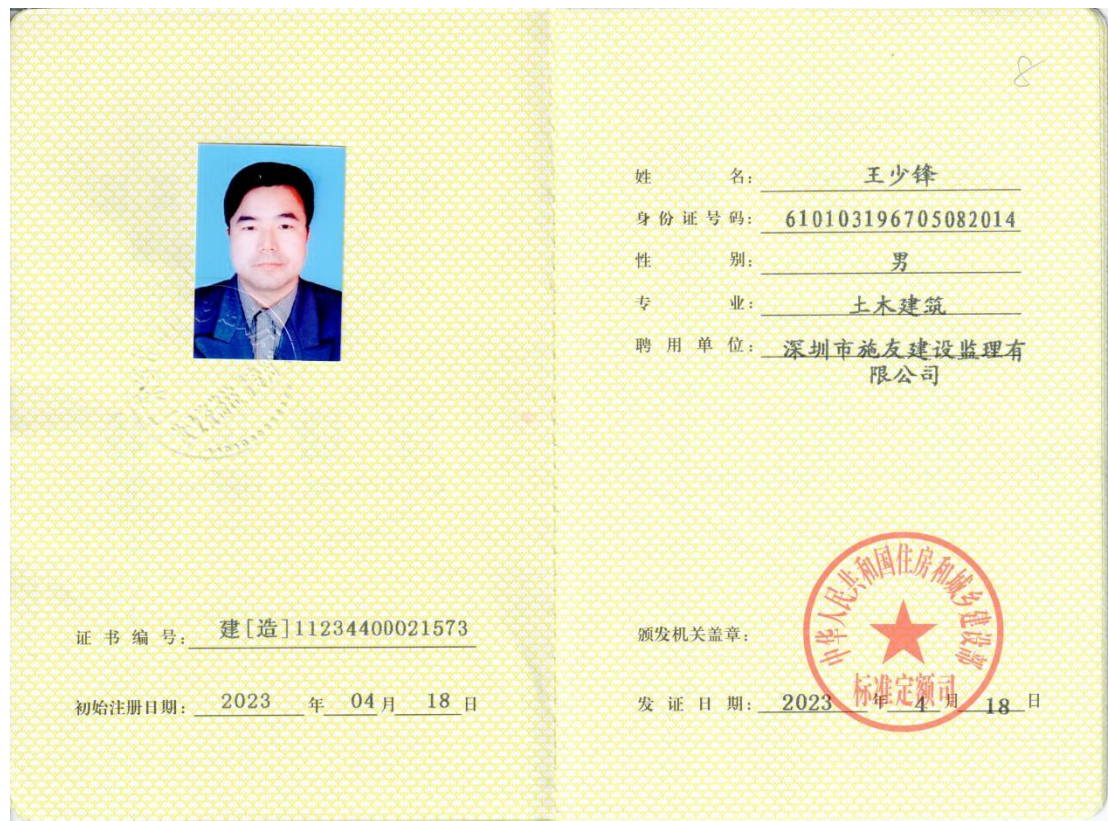 8
姓 名: 王少锋
身份证号码: 610103196705082014
性 别: 男
专 业: 土木建筑
聘用单位: 深圳市施友建设监理有
限公司
证书编号: 建[造]11234400021573
初始注册日期: 2023 年 04 月 18 日
颁发机关盖章:
中华人民共和国住房和城乡建设部
标准定额司
发证日期: 2023 年 4 月 18 日